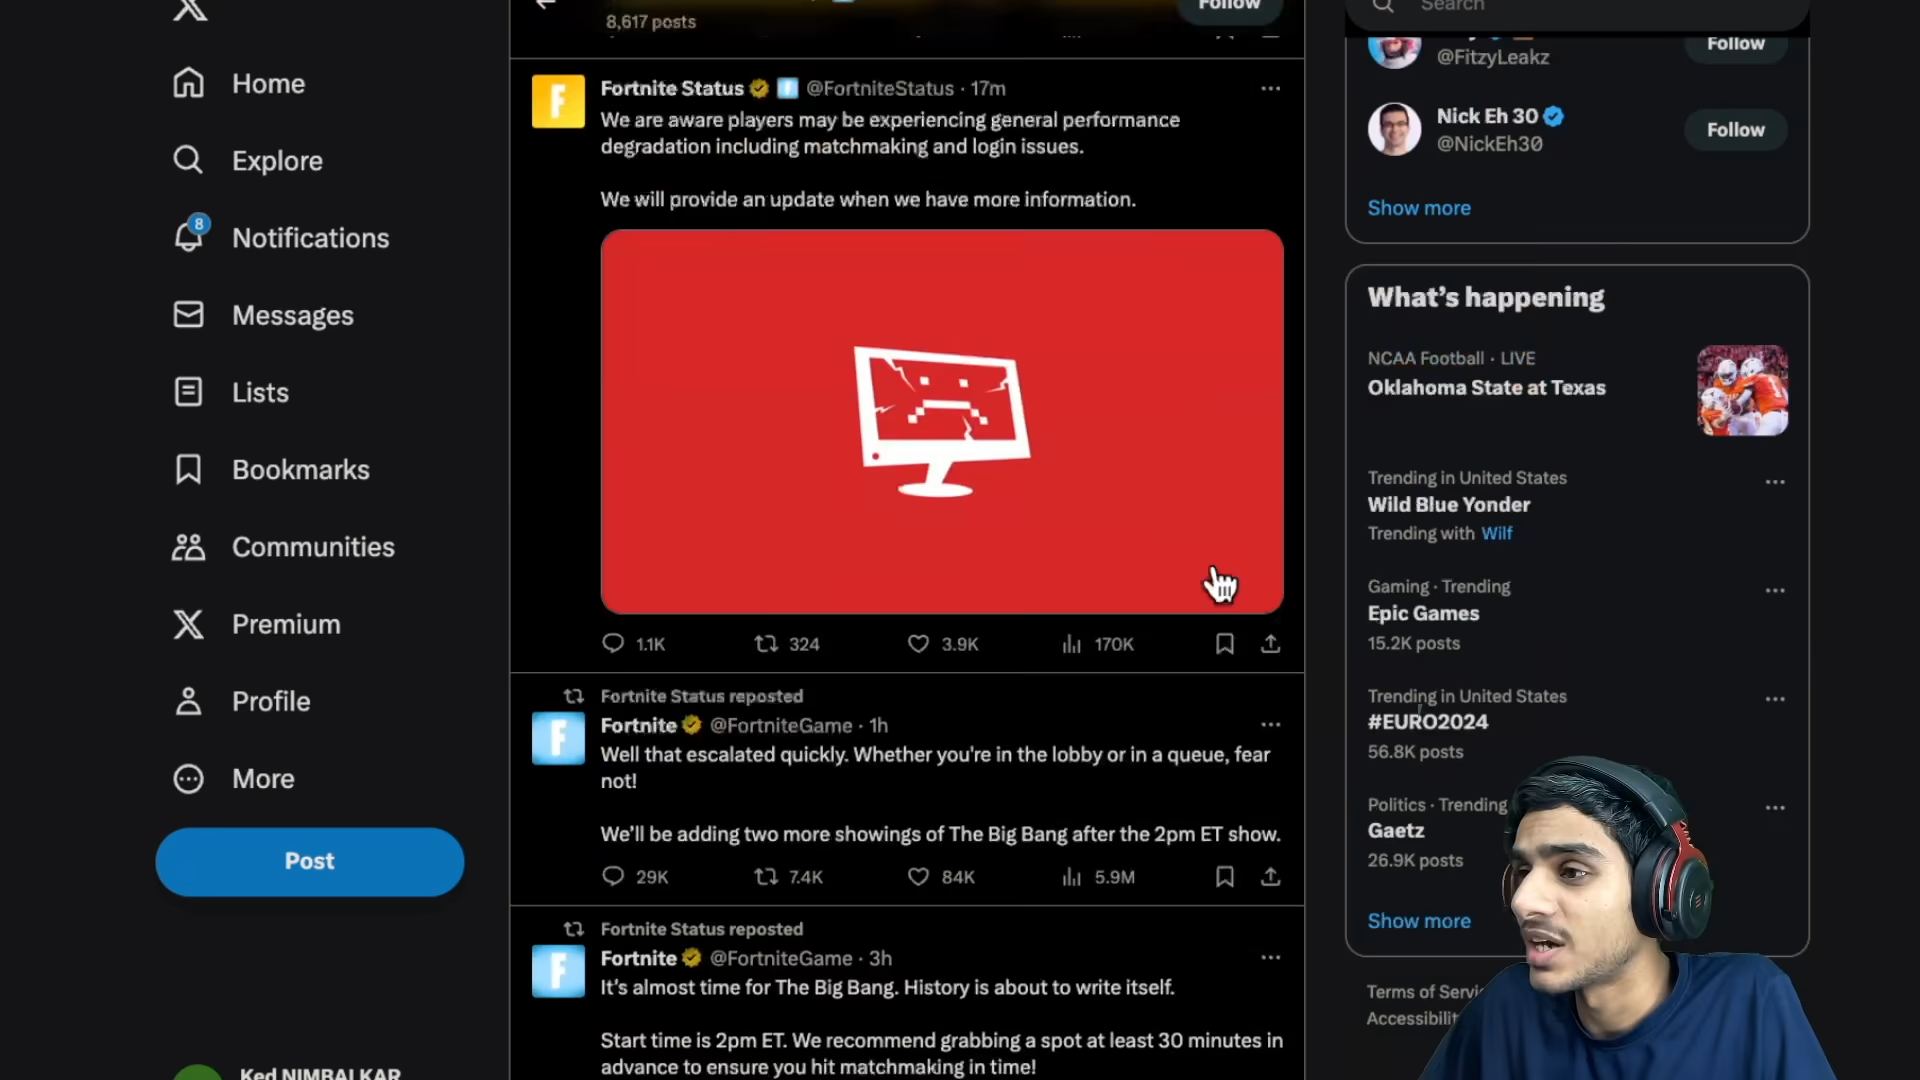 8,617 posts
Follow
Search
Home
Explore
8
Notifications
Messages
Lists
Bookmarks
Communities
Premium
Profile
More
Post
Ked NIMBALKAR
Fortnite Status @FortniteStatus · 17m
We are aware players may be experiencing general performance
degradation including matchmaking and login issues.
We will provide an update when we have more information.
1.1K 324 3.9K 170K
Fortnite Status reposted
Fortnite @FortniteGame · 1h
Well that escalated quickly. Whether you're in the lobby or in a queue, fear
not!
We'll be adding two more showings of The Big Bang after the 2pm ET show.
29K 7.4K 84K 5.9M
Fortnite Status reposted
Fortnite @FortniteGame · 3h
It's almost time for The Big Bang. History is about to write itself.
Start time is 2pm ET. We recommend grabbing a spot at least 30 minutes in
advance to ensure you hit matchmaking in time!
@FitzyLeakz
Follow
Nick Eh 30
@NickEh30
Follow
Show more
What's happening
NCAA Football · LIVE
Oklahoma State at Texas
Trending in United States
Wild Blue Yonder
Trending with Wilf
Gaming · Trending
Epic Games
15.2K posts
Trending in United States
#EURO2024
56.8K posts
Politics · Trending
Gaetz
26.9K posts
Show more
Terms of